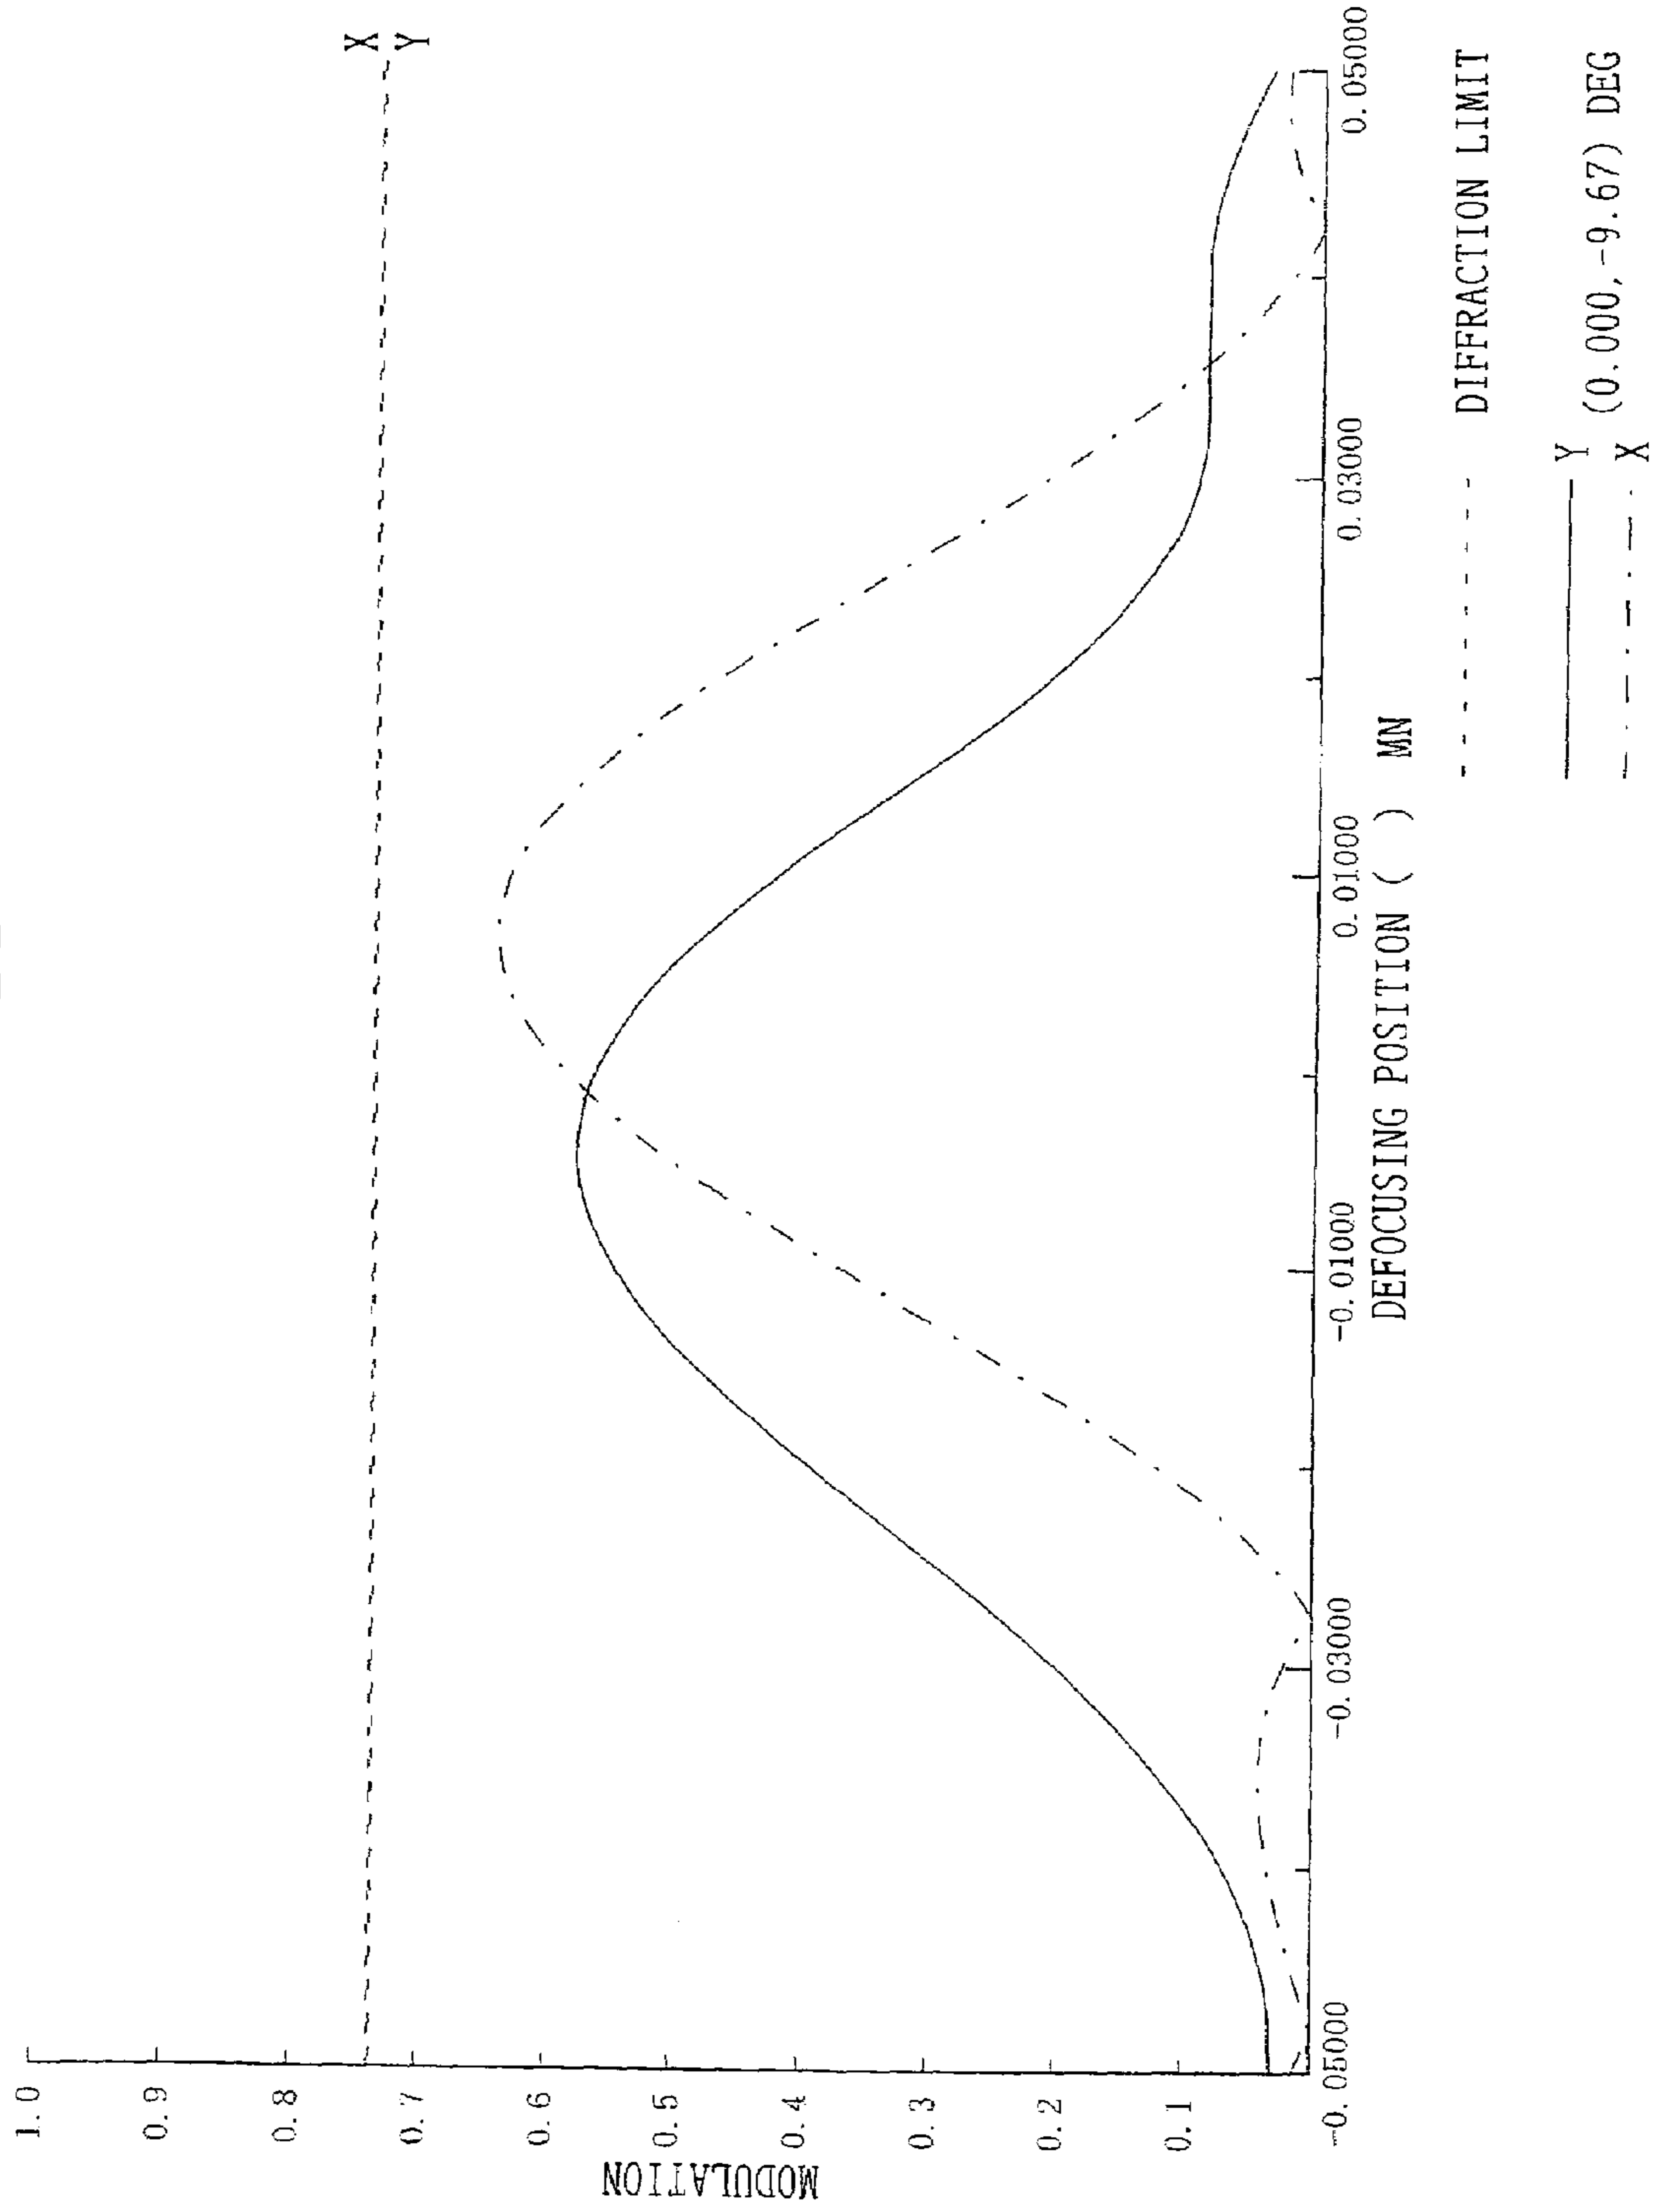 1.0
0.9
0.8
0.7
0.6
0.5
0.4
0.3
0.2
0.1
MODULATION
X
Y
-0.05000
-0.03000
-0.01000
0.01000
0.03000
0.05000
DEFOCUSING POSITION ( ) MN
DIFFRACTION LIMIT
Y
(0.000,-9.67) DEG
X